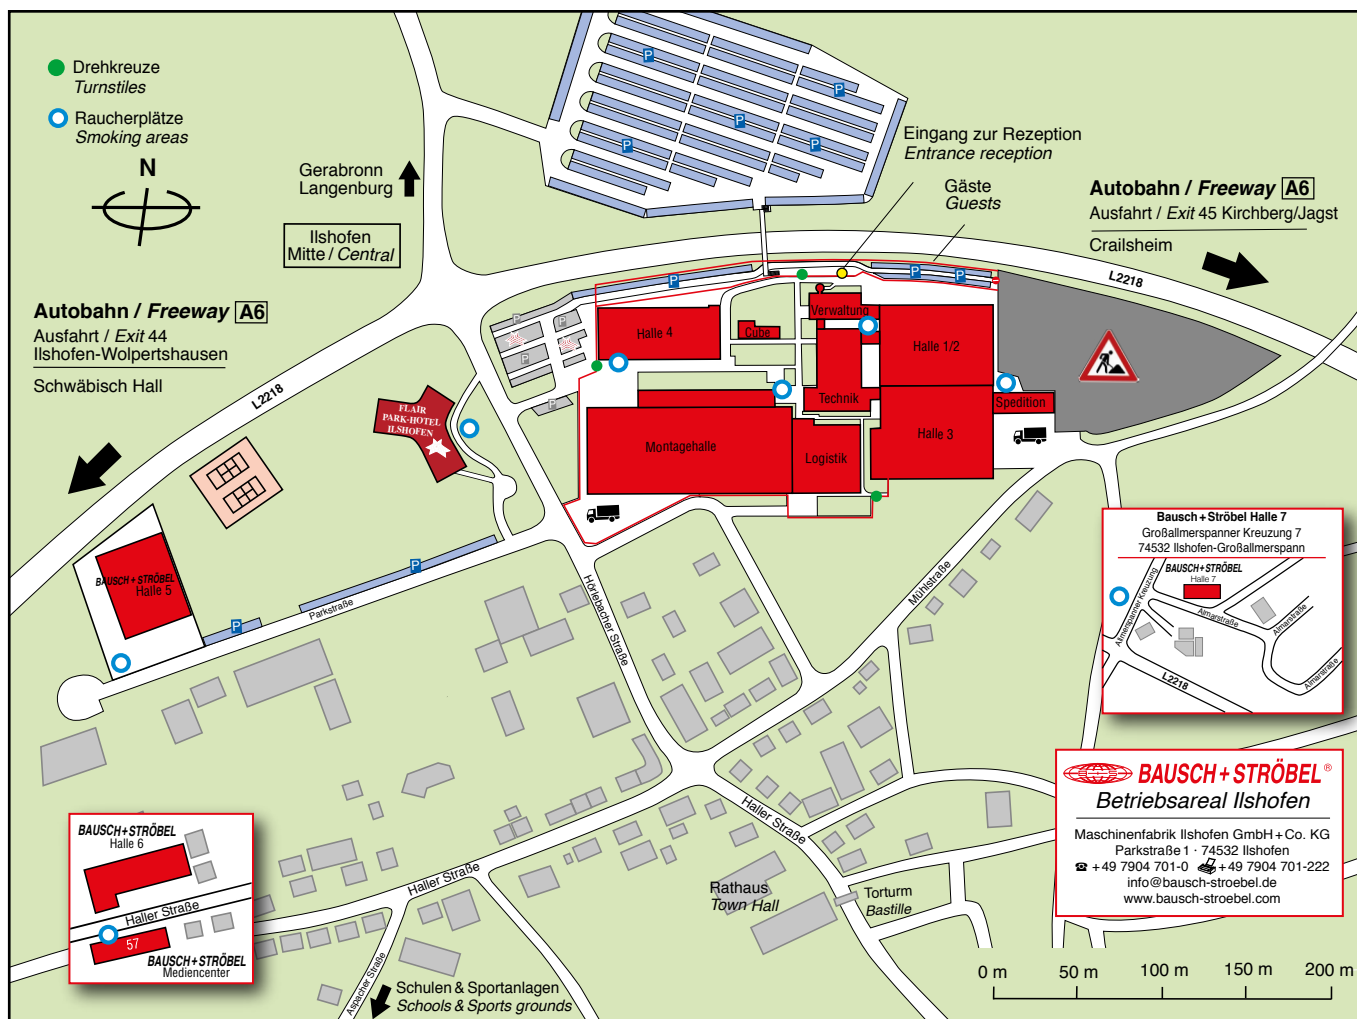 Drehkreuze
Turnstiles
Raucherplätze
Smoking areas
N
Gerabronn
Langenburg
Ilshofen
Mitte / Central
Autobahn / Freeway A6
Ausfahrt / Exit 44
Ilshofen-Wolpertshausen
Schwäbisch Hall
L2218
P
P
P
P
P
Eingang zur Rezeption
Entrance reception
Gäste
Guests
Autobahn / Freeway A6
Ausfahrt / Exit 45 Kirchberg/Jagst
Crailsheim
L2218
P
P
P
P
P
P
P
Verwaltung
Halle 4
Cube
Halle 1/2
Technik
Spedition
Montagehalle
Logistik
Halle 3
FLAIR
PARK-HOTEL
ILSHOFEN
BAUSCH+STRÖBEL
Halle 5
P
P
Parkstraße
Hörlebacher Straße
Mühlstraße
Haller Straße
Haller Straße
Aspacher Straße
Rathaus
Town Hall
Torturm
Bastille
Schulen & Sportanlagen
Schools & Sports grounds
Bausch+Ströbel Halle 7
Großallmerspanner Kreuzung 7
74532 Ilshofen-Großallmerspann
BAUSCH+STRÖBEL
Halle 7
Allmerspanner Kreuzung
Almarstraße
Almarstraße
Almarstraße
L2218
BAUSCH+STRÖBEL®
Betriebsareal Ilshofen
Maschinenfabrik Ilshofen GmbH+Co. KG
Parkstraße 1 · 74532 Ilshofen
☎ +49 7904 701-0 +49 7904 701-222
info@bausch-stroebel.de
www.bausch-stroebel.com
BAUSCH+STRÖBEL
Halle 6
Haller Straße
57
BAUSCH+STRÖBEL
Mediencenter
0 m 50 m 100 m 150 m 200 m